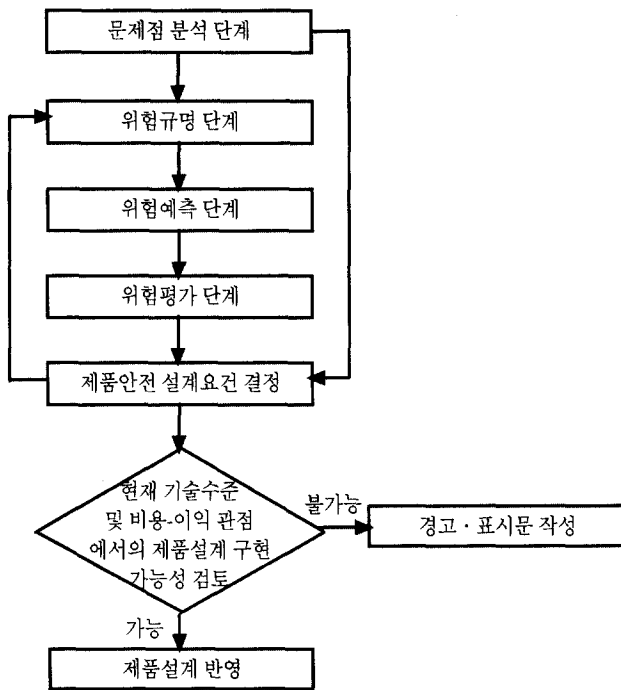 문제점 분석 단계
위험규명 단계
위험예측 단계
위험평가 단계
제품안전 설계요건 결정
현재 기술수준
및 비용-이익 관점
에서의 제품설계 구현
가능성 검토
불가능
경고 · 표시문 작성
가능
제품설계 반영